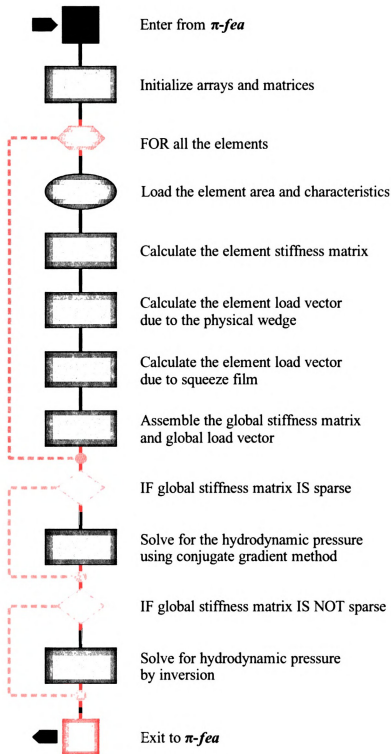 Enter from π-fea
Initialize arrays and matrices
FOR all the elements
Load the element area and characteristics
Calculate the element stiffness matrix
Calculate the element load vector
due to the physical wedge
Calculate the element load vector
due to squeeze film
Assemble the global stiffness matrix
and global load vector
IF global stiffness matrix IS sparse
Solve for the hydrodynamic pressure
using conjugate gradient method
IF global stiffness matrix IS NOT sparse
Solve for hydrodynamic pressure
by inversion
Exit to π-fea